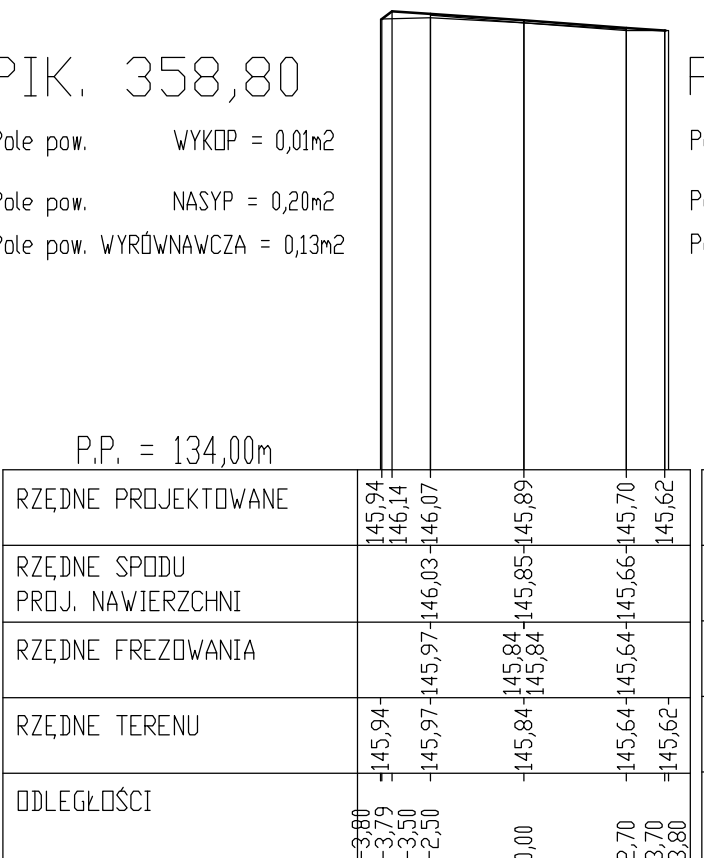 PIK. 358,80
Pole pow. WYKOP = 0,01m2
Pole pow. NASYP = 0,20m2
Pole pow. WYRÓWNAWCZA = 0,13m2
P.P. = 134,00m
RZĘDNE PROJEKTOWANE 145,94 146,14 146,07 145,89 145,70 145,62
RZĘDNE SPODU
PROJ. NAWIERZCHNI 146,03 145,85 145,66
RZĘDNE FREZOWANIA 145,97 145,84 145,84 145,64
RZĘDNE TERENU 145,94 145,97 145,84 145,64 145,62
ODLEGŁOŚCI -3,80 -3,79 -3,50 -2,50 0,00 2,70 3,70 3,80